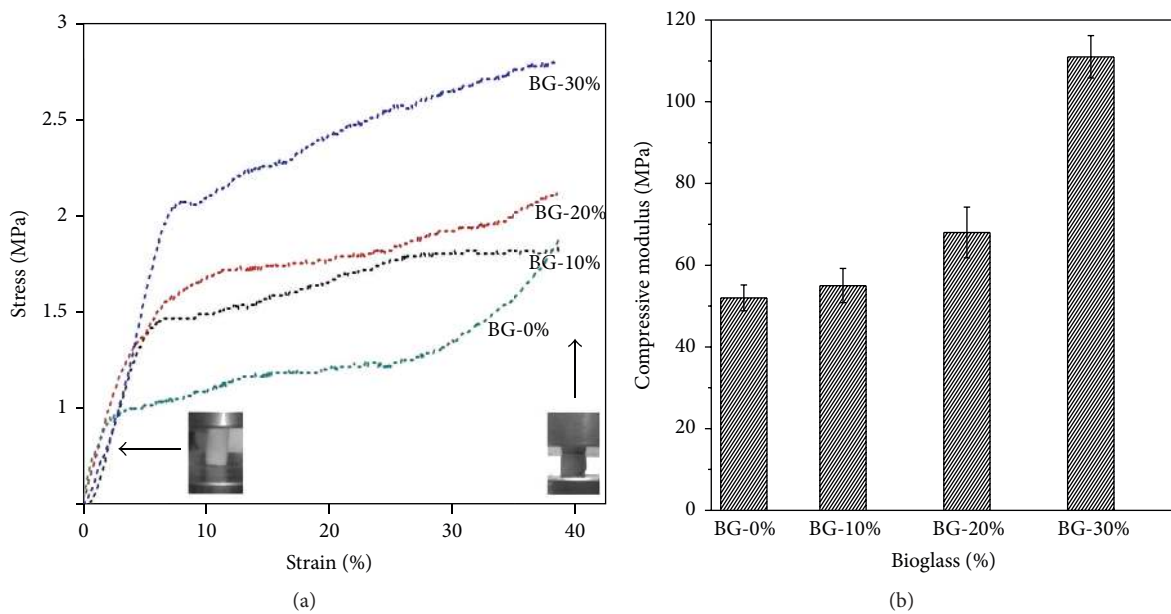 3
2.5
2
1.5
1
Stress (MPa)
BG-30%
BG-20%
BG-10%
BG-0%
0
10
20
30
40
Strain (%)
(a)
120
100
80
60
40
20
0
Compressive modulus (MPa)
BG-0%
BG-10%
BG-20%
BG-30%
Bioglass (%)
(b)